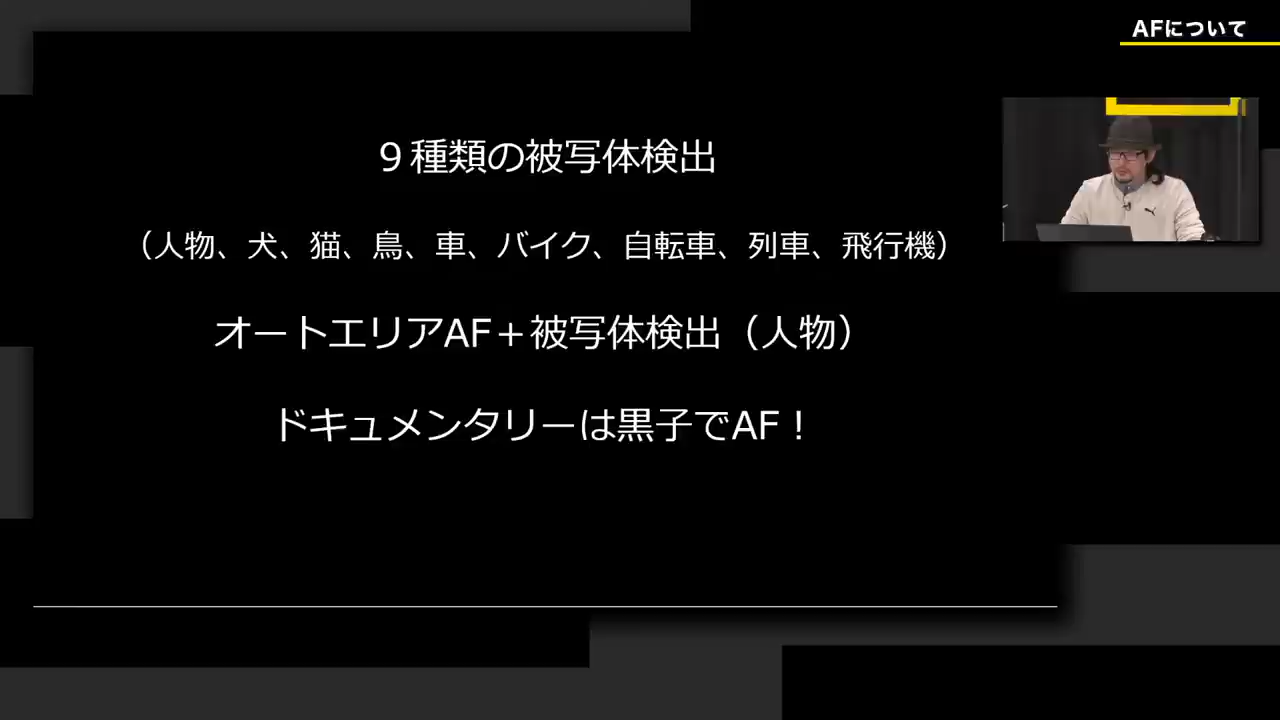 AFについて
９種類の被写体検出
（人物、犬、猫、鳥、車、バイク、自転車、列車、飛行機）
オートエリアAF＋被写体検出（人物）
ドキュメンタリーは黒子でAF！